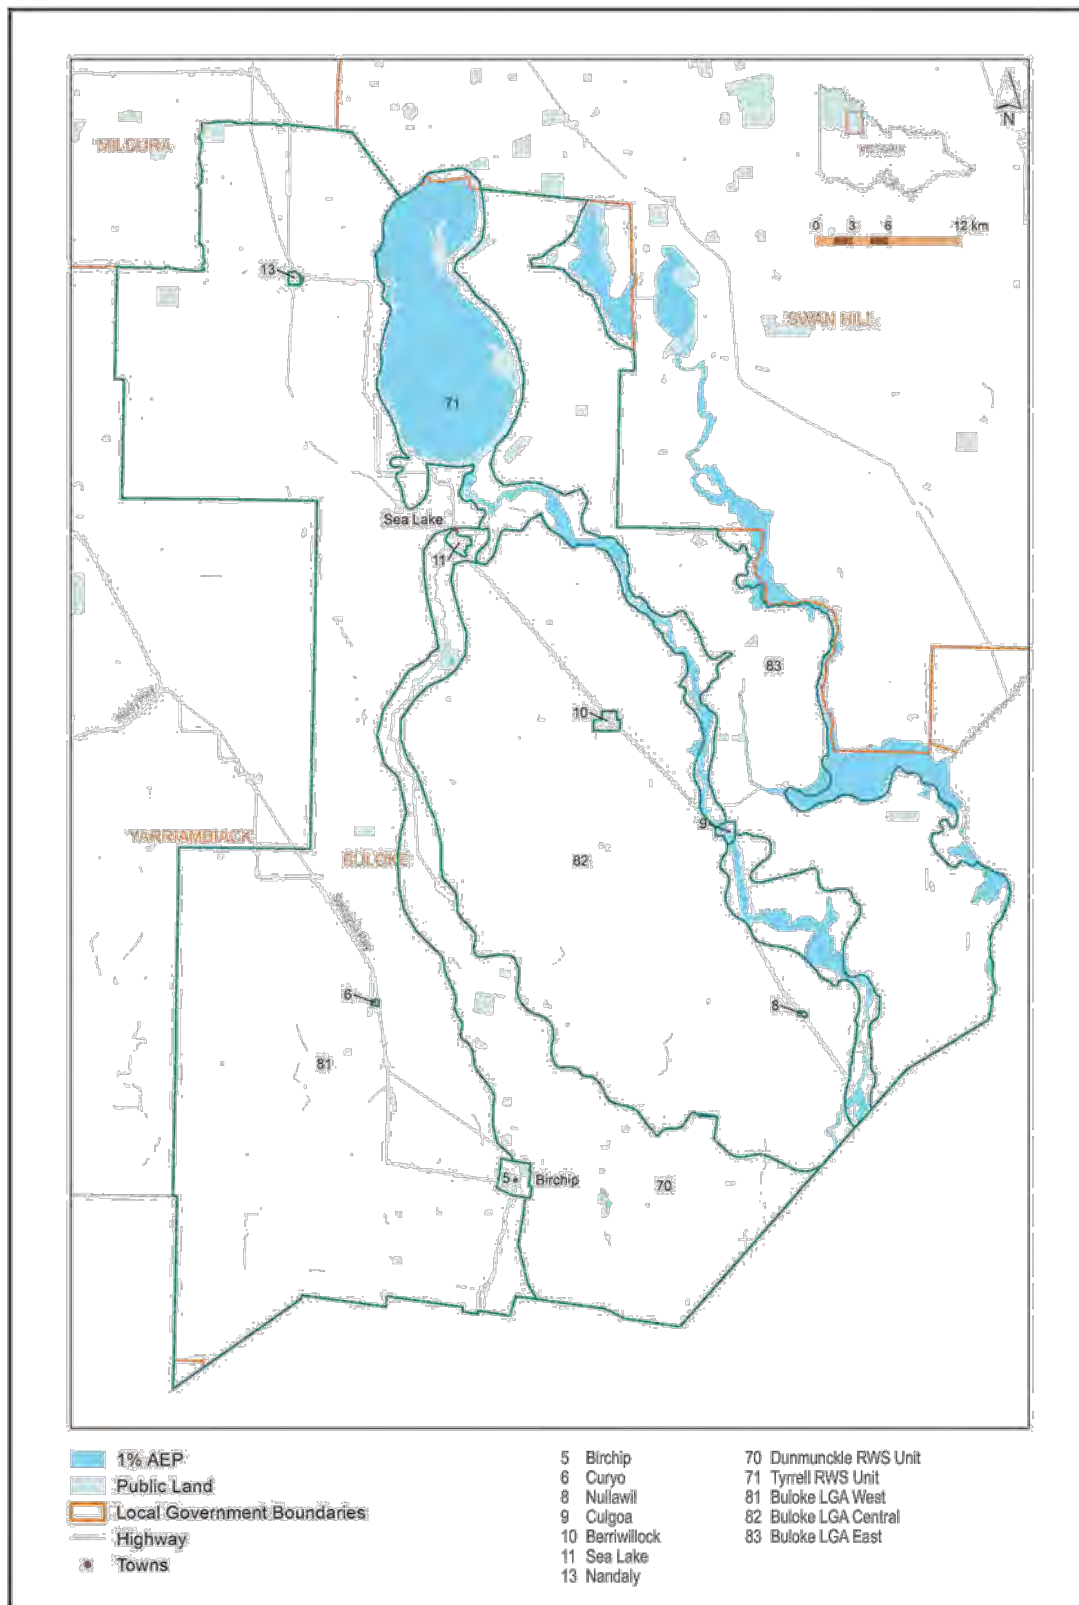 N
MILDURA
VICTORIA
0 3 6 12 km
13
SWAN HILL
71
Sea Lake
11
83
10
9
YARRIAMBIACK
BULOKE
82
6
8
81
5
Birchip
70
1% AEP
Public Land
Local Government Boundaries
Highway
Towns
5 Birchip
6 Curyo
8 Nullawil
9 Culgoa
10 Berriwillock
11 Sea Lake
13 Nandaly
70 Dunmunckle RWS Unit
71 Tyrrell RWS Unit
81 Buloke LGA West
82 Buloke LGA Central
83 Buloke LGA East